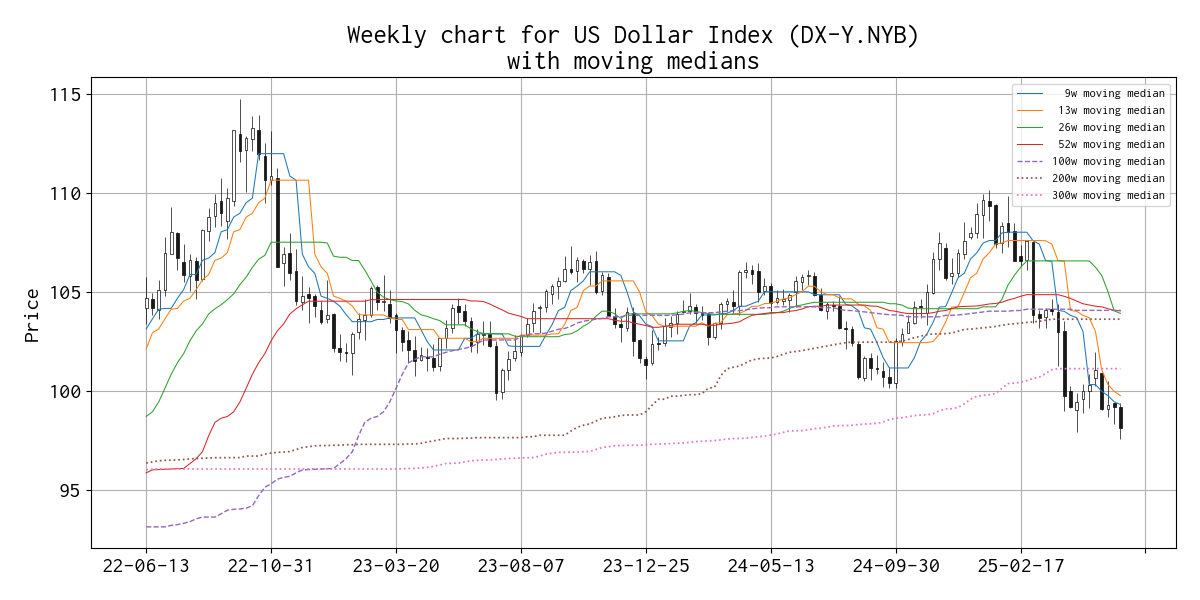 Weekly chart for US Dollar Index (DX-Y.NYB)
with moving medians
9w moving median
13w moving median
26w moving median
52w moving median
100w moving median
200w moving median
300w moving median
Price
115
110
105
100
95
22-06-13
22-10-31
23-03-20
23-08-07
23-12-25
24-05-13
24-09-30
25-02-17